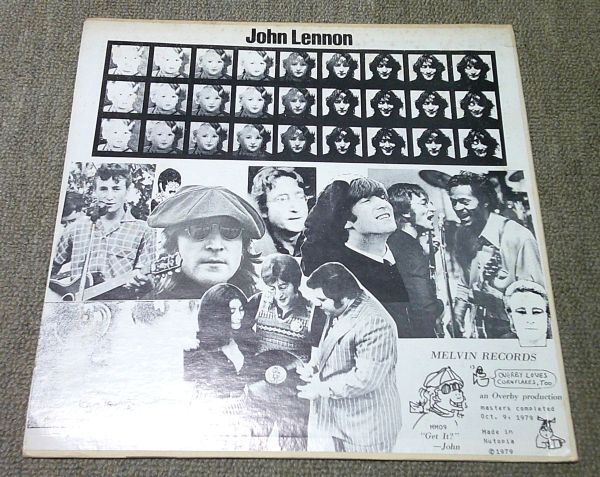 John Lennon
MELVIN RECORDS
is
OVERBY LOVES
CORNFLAKES, TOO
an Overby production
masters completed
Oct. 9, 1979
MM09
"Get It?"
—John
Made in
Nutopia
©1979